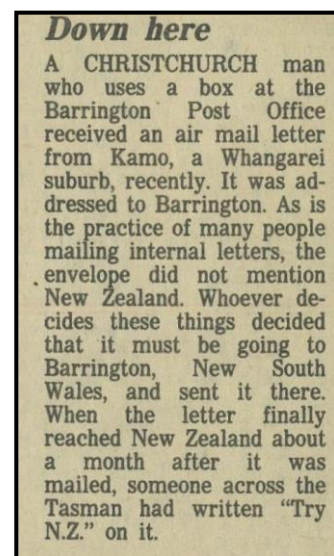 Down here
A CHRISTCHURCH man
who uses a box at the
Barrington Post Office
received an air mail letter
from Kamo, a Whangarei
suburb, recently. It was ad-
dressed to Barrington. As is
the practice of many people
mailing internal letters, the
envelope did not mention
New Zealand. Whoever de-
cides these things decided
that it must be going to
Barrington, New South
Wales, and sent it there.
When the letter finally
reached New Zealand about
a month after it was
mailed, someone across the
Tasman had written “Try
N.Z.” on it.